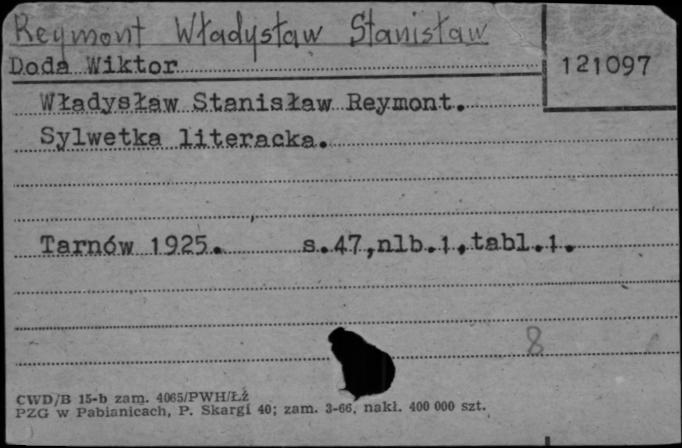 Reymont Władysław Stanisław
Doda Wiktor
121097
Władysław Stanisław Reymont.
Sylwetka literacka.
Tarnów 1925. s.47,nlb.1,tabl.1.
8
CWD/B 15-b zam. 4065/PWH/Łż
PZG w Pabianicach, P. Skargi 40; zam. 3-66, nakł. 400 000 szt.